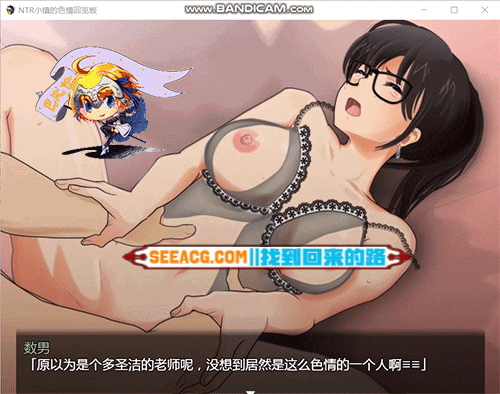 NTR小镇的色情回览板
www.BANDICAM.com
SEEACG.COM||找到回来的路
数男
「原以为是个多圣洁的老师呢，没想到居然是这么色情的一个人啊≡≡」